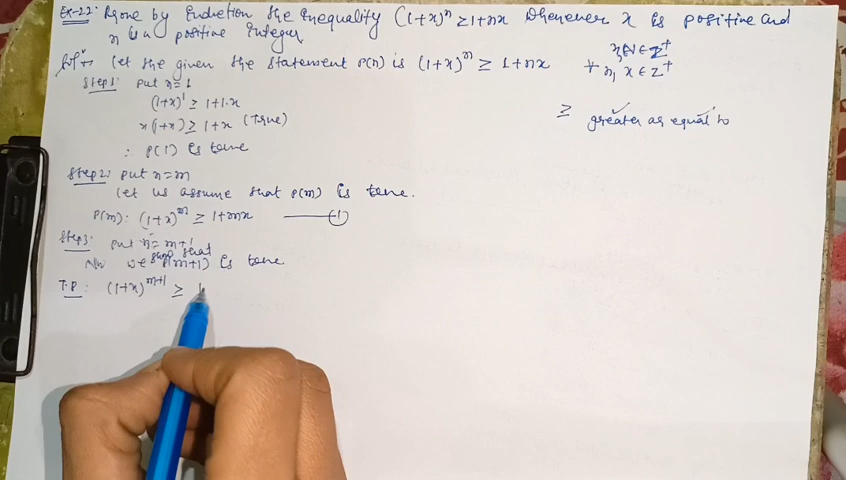 Ex-22: Prove by Induction the Inequality (1+x)^n ≥ 1+nx Whenever x is positive and
n is a positive Integer
Sol^n → Let the given the statement P(n) is (1+x)^n ≥ 1+nx ∀ n, x ∈ Z^+
Step1: put n=1
(1+x)^1 ≥ 1+1.x
(1+x) ≥ 1+x (True)
∴ P(1) is true
≥ greater as equal to
Step2: put n=m
Let us assume that P(m) is true.
P(m): (1+x)^m ≥ 1+mx —— (1)
Step3: put n = m+1
Now we show that P(m+1) is true
T.P: (1+x)^m+1 ≥ 1